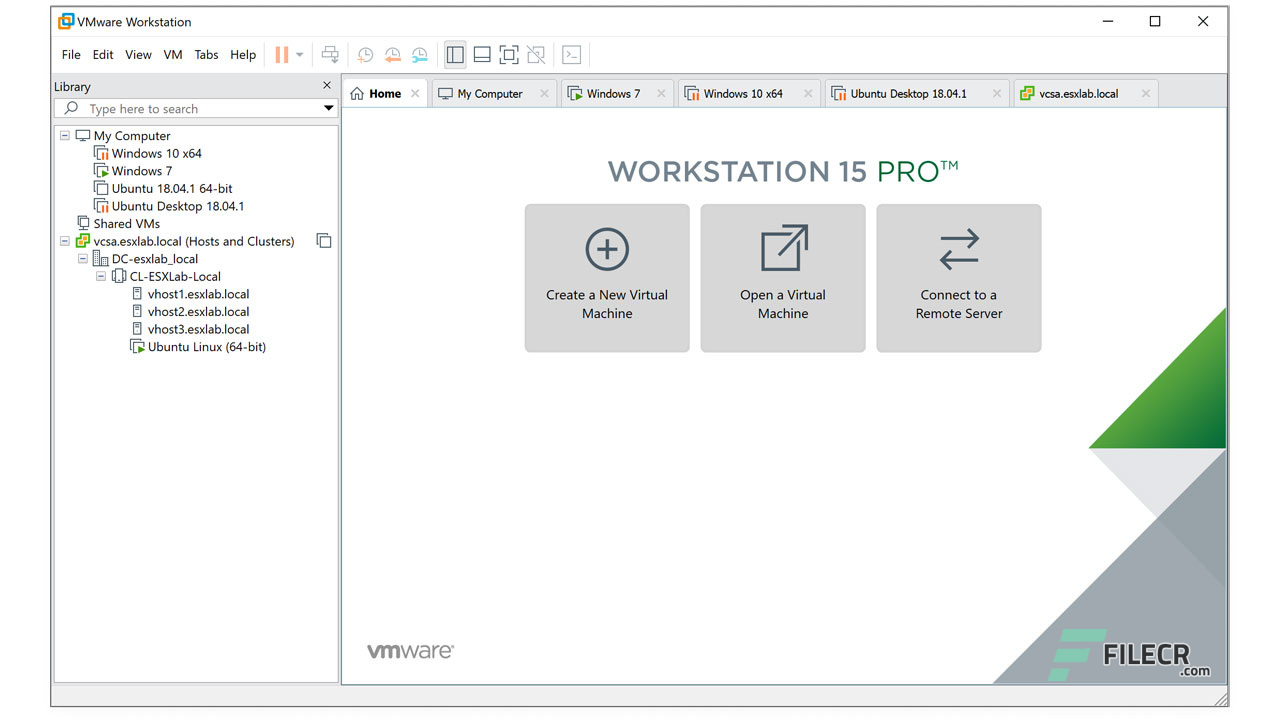 VMware Workstation
File Edit View VM Tabs Help
Library
Type here to search
My Computer
Windows 10 x64
Windows 7
Ubuntu 18.04.1 64-bit
Ubuntu Desktop 18.04.1
Shared VMs
vcsa.esxlab.local (Hosts and Clusters)
DC-esxlab_local
CL-ESXLab-Local
vhost1.esxlab.local
vhost2.esxlab.local
vhost3.esxlab.local
Ubuntu Linux (64-bit)
Home My Computer Windows 7 Windows 10 x64 Ubuntu Desktop 18.04.1 vcsa.esxlab.local
WORKSTATION 15 PRO™
Create a New Virtual
Machine
Open a Virtual
Machine
Connect to a
Remote Server
vmware®
FILECR
.com